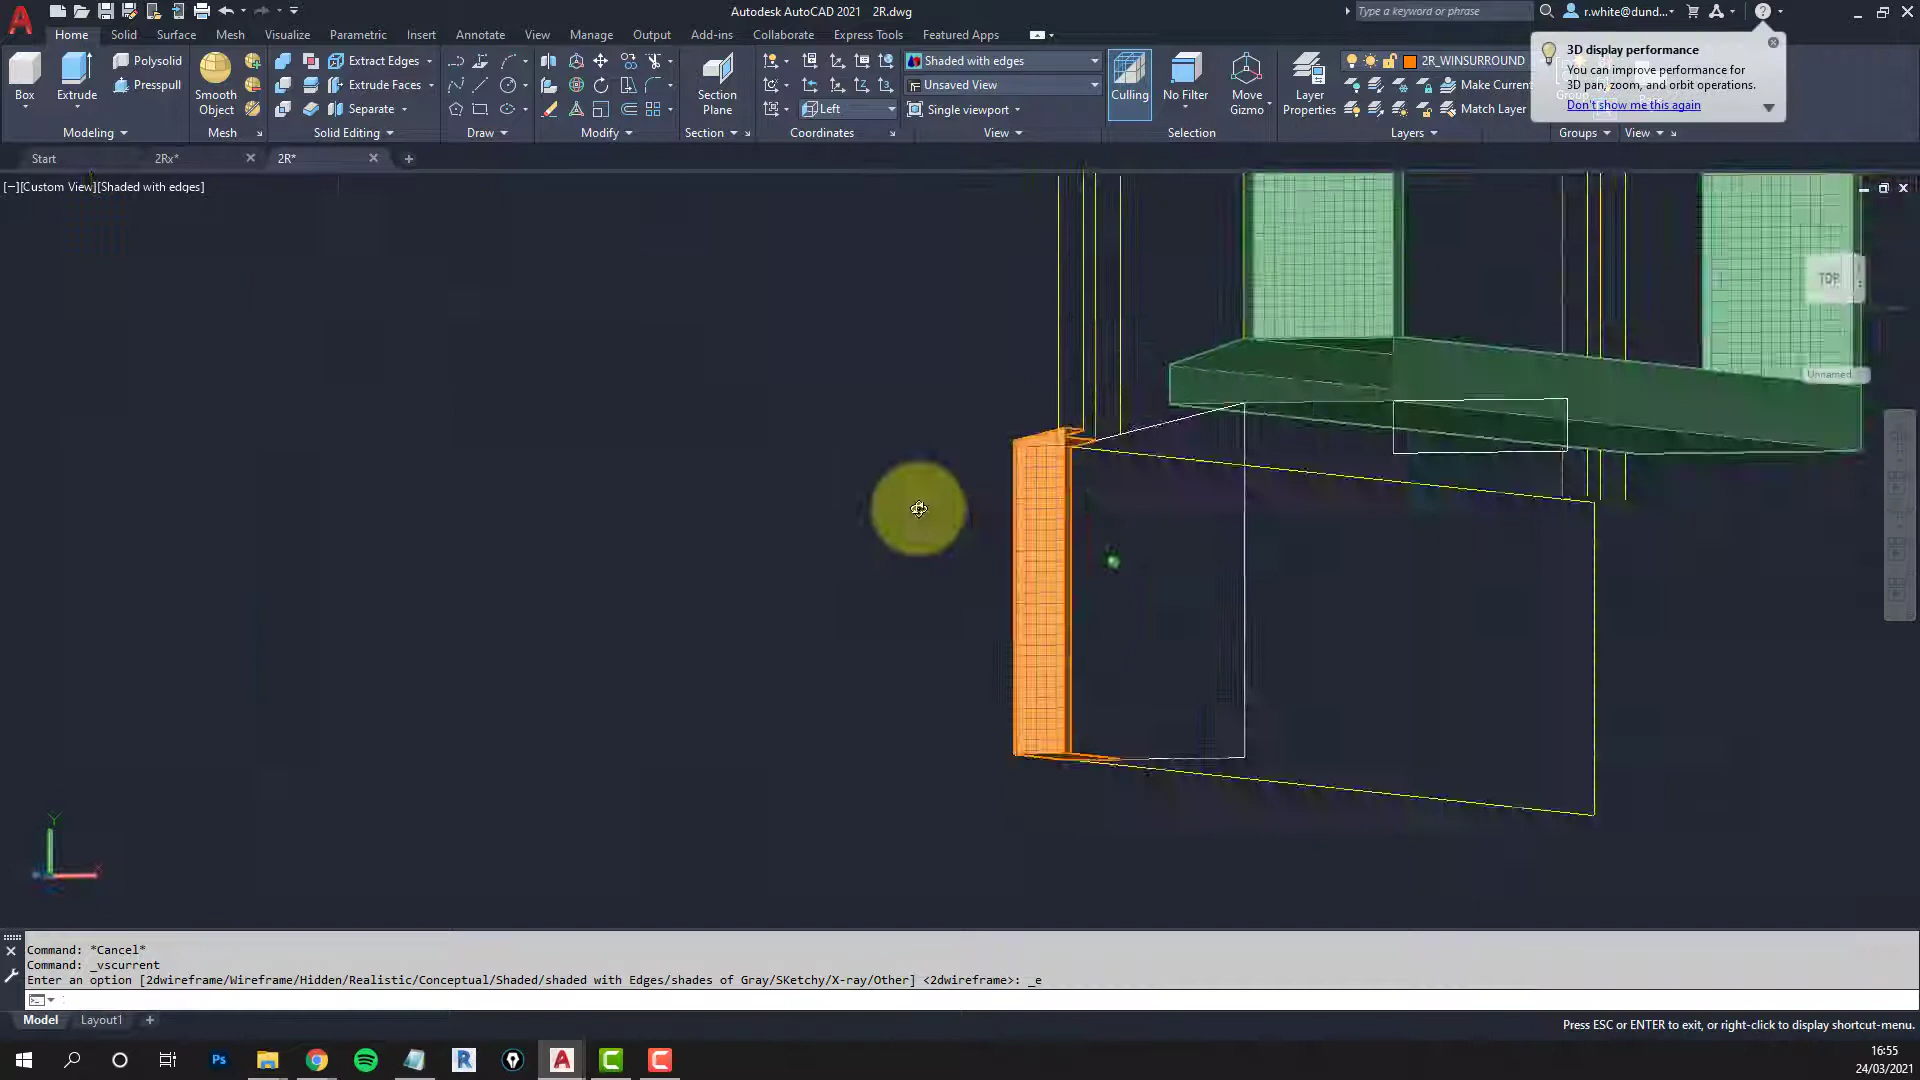 Autodesk AutoCAD 2021 2R.dwg
Type a keyword or phrase
r.white@dund...
Home Solid Surface Mesh Visualize Parametric Insert Annotate View Manage Output Add-ins Collaborate Express Tools Featured Apps
Box
Extrude
Polysolid
Presspull
Smooth
Object
Extract Edges
Extrude Faces
Separate
Section
Plane
Left
Shaded with edges
Unsaved View
Single viewport
Culling
No Filter
Move
Gizmo
Layer
Properties
2R_WINSURROUND
Make Current
Match Layer
3D display performance
You can improve performance for
3D pan, zoom, and orbit operations.
Don't show me this again
Modeling Mesh Solid Editing Draw Modify Section Coordinates View Selection Layers Groups View
Start 2Rx* 2R*
[−][Custom View][Shaded with edges]
TOP
Unnamed
Y
X
Command: *Cancel*
Command: _vscurrent
Enter an option [2dwireframe/Wireframe/Hidden/Realistic/Conceptual/Shaded/shaded with Edges/shades of Gray/SKetchy/X-ray/Other] <2dwireframe>: _e
Model Layout1
Press ESC or ENTER to exit, or right-click to display shortcut-menu.
Ps
R
A
C
C
16:55
24/03/2021